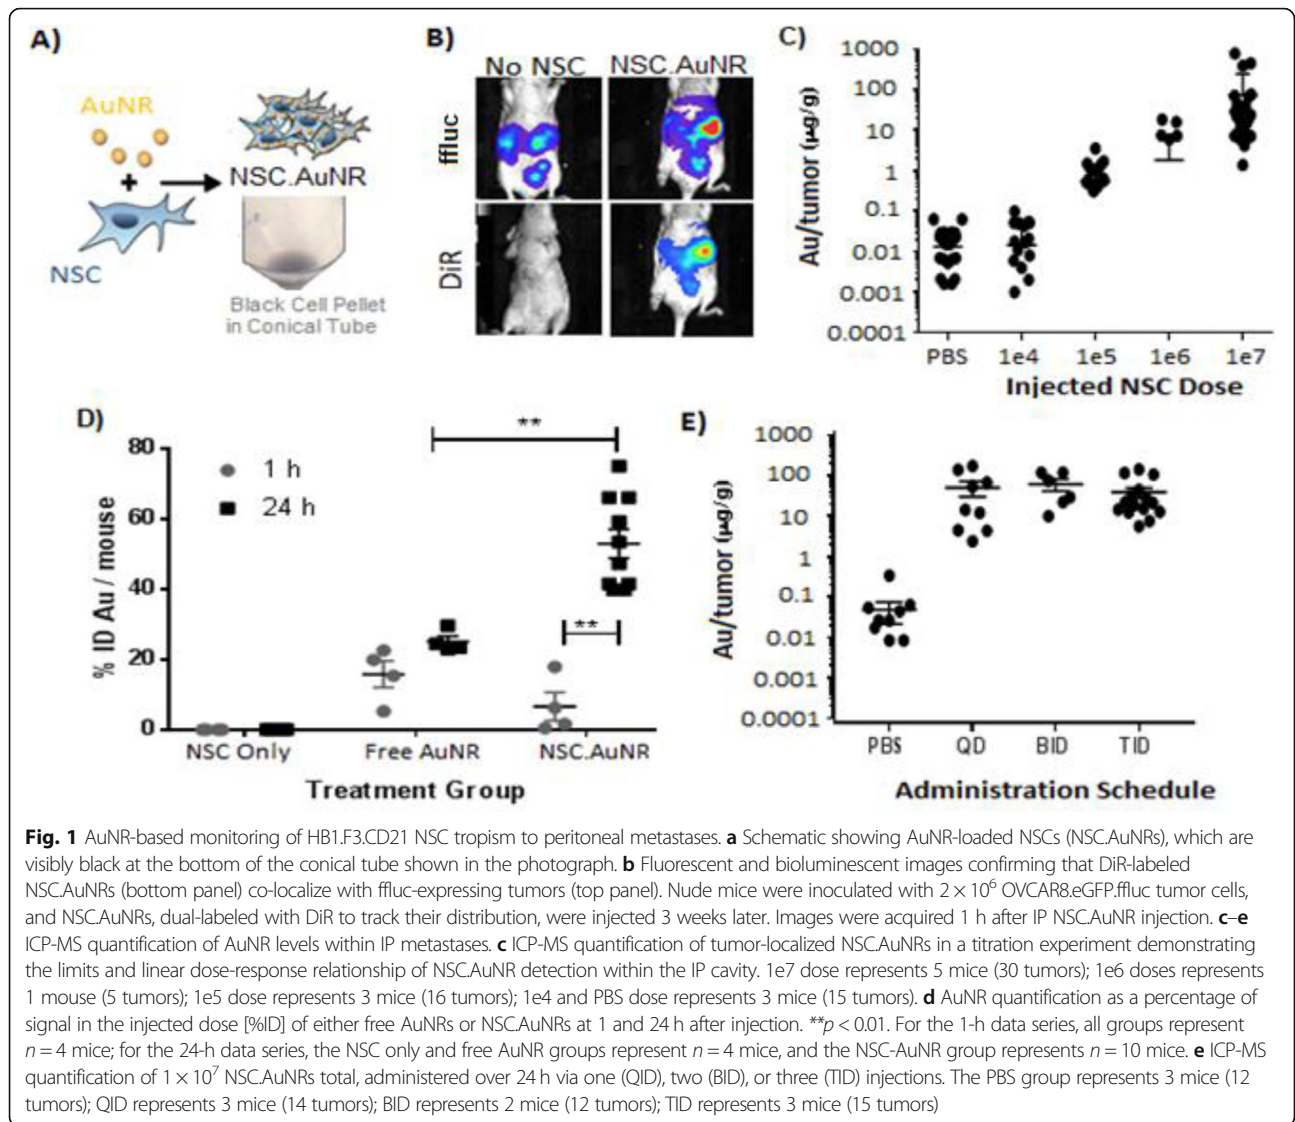 A)
AuNR
+
NSC
NSC.AuNR
Black Cell Pellet
in Conical Tube
B)
No NSC
NSC.AuNR
ffluc
DiR
C)
Au/tumor (μg/g)
1000
100
10
1
0.1
0.01
0.001
0.0001
PBS
1e4
1e5
1e6
1e7
Injected NSC Dose
D)
% ID Au / mouse
80
60
40
20
0
1 h
24 h
**
**
NSC Only
Free AuNR
NSC.AuNR
Treatment Group
E)
Au/tumor (μg/g)
1000
100
10
1
0.1
0.01
0.001
0.0001
PBS
QD
BID
TID
Administration Schedule
Fig. 1 AuNR-based monitoring of HB1.F3.CD21 NSC tropism to peritoneal metastases. a Schematic showing AuNR-loaded NSCs (NSC.AuNRs), which are
visibly black at the bottom of the conical tube shown in the photograph. b Fluorescent and bioluminescent images confirming that DiR-labeled
NSC.AuNRs (bottom panel) co-localize with ffluc-expressing tumors (top panel). Nude mice were inoculated with 2 × 10⁶ OVCAR8.eGFP.ffluc tumor cells,
and NSC.AuNRs, dual-labeled with DiR to track their distribution, were injected 3 weeks later. Images were acquired 1 h after IP NSC.AuNR injection. c–e
ICP-MS quantification of AuNR levels within IP metastases. c ICP-MS quantification of tumor-localized NSC.AuNRs in a titration experiment demonstrating
the limits and linear dose-response relationship of NSC.AuNR detection within the IP cavity. 1e7 dose represents 5 mice (30 tumors); 1e6 doses represents
1 mouse (5 tumors); 1e5 dose represents 3 mice (16 tumors); 1e4 and PBS dose represents 3 mice (15 tumors). d AuNR quantification as a percentage of
signal in the injected dose [%ID] of either free AuNRs or NSC.AuNRs at 1 and 24 h after injection. **p < 0.01. For the 1-h data series, all groups represent
n = 4 mice; for the 24-h data series, the NSC only and free AuNR groups represent n = 4 mice, and the NSC-AuNR group represents n = 10 mice. e ICP-MS
quantification of 1 × 10⁷ NSC.AuNRs total, administered over 24 h via one (QID), two (BID), or three (TID) injections. The PBS group represents 3 mice (12
tumors); QID represents 3 mice (14 tumors); BID represents 2 mice (12 tumors); TID represents 3 mice (15 tumors)